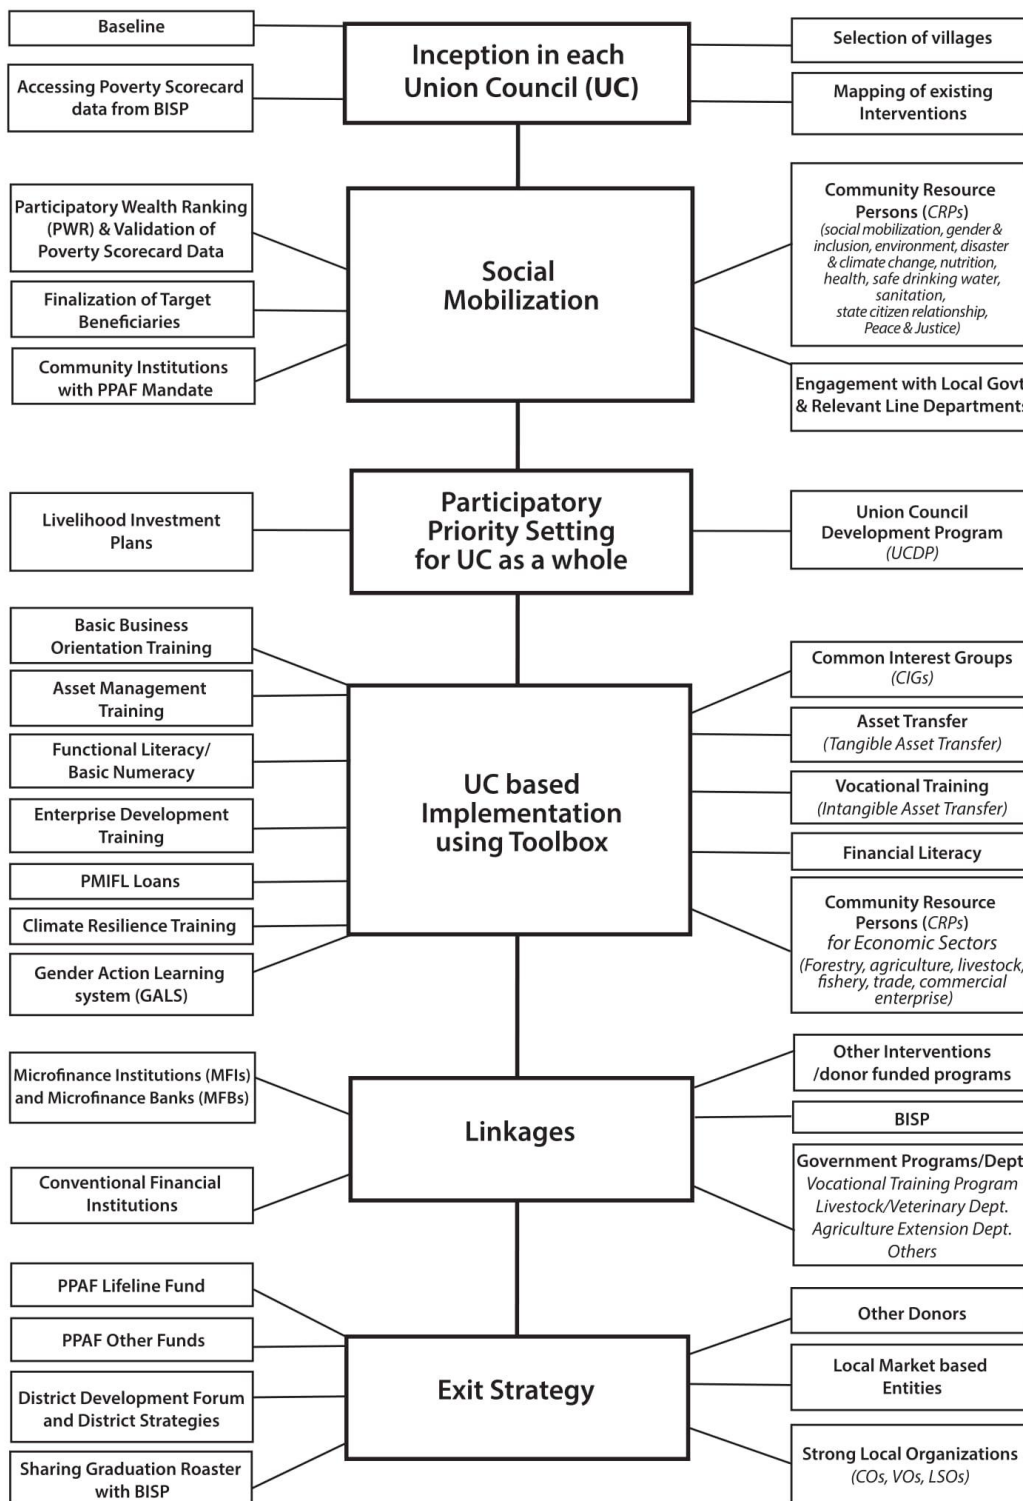 Baseline
Accessing Poverty Scorecard
data from BISP
Inception in each
Union Council (UC)
Selection of villages
Mapping of existing
Interventions
Participatory Wealth Ranking
(PWR) & Validation of
Poverty Scorecard Data
Finalization of Target
Beneficiaries
Community Institutions
with PPAF Mandate
Social
Mobilization
Community Resource
Persons (CRPs)
(social mobilization, gender &
inclusion, environment, disaster
& climate change, nutrition,
health, safe drinking water,
sanitation,
state citizen relationship,
Peace & Justice)
Engagement with Local Govt
& Relevant Line Departments
Livelihood Investment
Plans
Participatory
Priority Setting
for UC as a whole
Union Council
Development Program
(UCDP)
Basic Business
Orientation Training
Asset Management
Training
Functional Literacy/
Basic Numeracy
Enterprise Development
Training
PMIFL Loans
Climate Resilience Training
Gender Action Learning
system (GALS)
UC based
Implementation
using Toolbox
Common Interest Groups
(CIGs)
Asset Transfer
(Tangible Asset Transfer)
Vocational Training
(Intangible Asset Transfer)
Financial Literacy
Community Resource
Persons (CRPs)
for Economic Sectors
(Forestry, agriculture, livestock,
fishery, trade, commercial
enterprise)
Microfinance Institutions (MFIs)
and Microfinance Banks (MFBs)
Conventional Financial
Institutions
Linkages
Other Interventions
/donor funded programs
BISP
Government Programs/Dept
Vocational Training Program
Livestock/Veterinary Dept.
Agriculture Extension Dept.
Others
PPAF Lifeline Fund
PPAF Other Funds
District Development Forum
and District Strategies
Sharing Graduation Roaster
with BISP
Exit Strategy
Other Donors
Local Market based
Entities
Strong Local Organizations
(COs, VOs, LSOs)